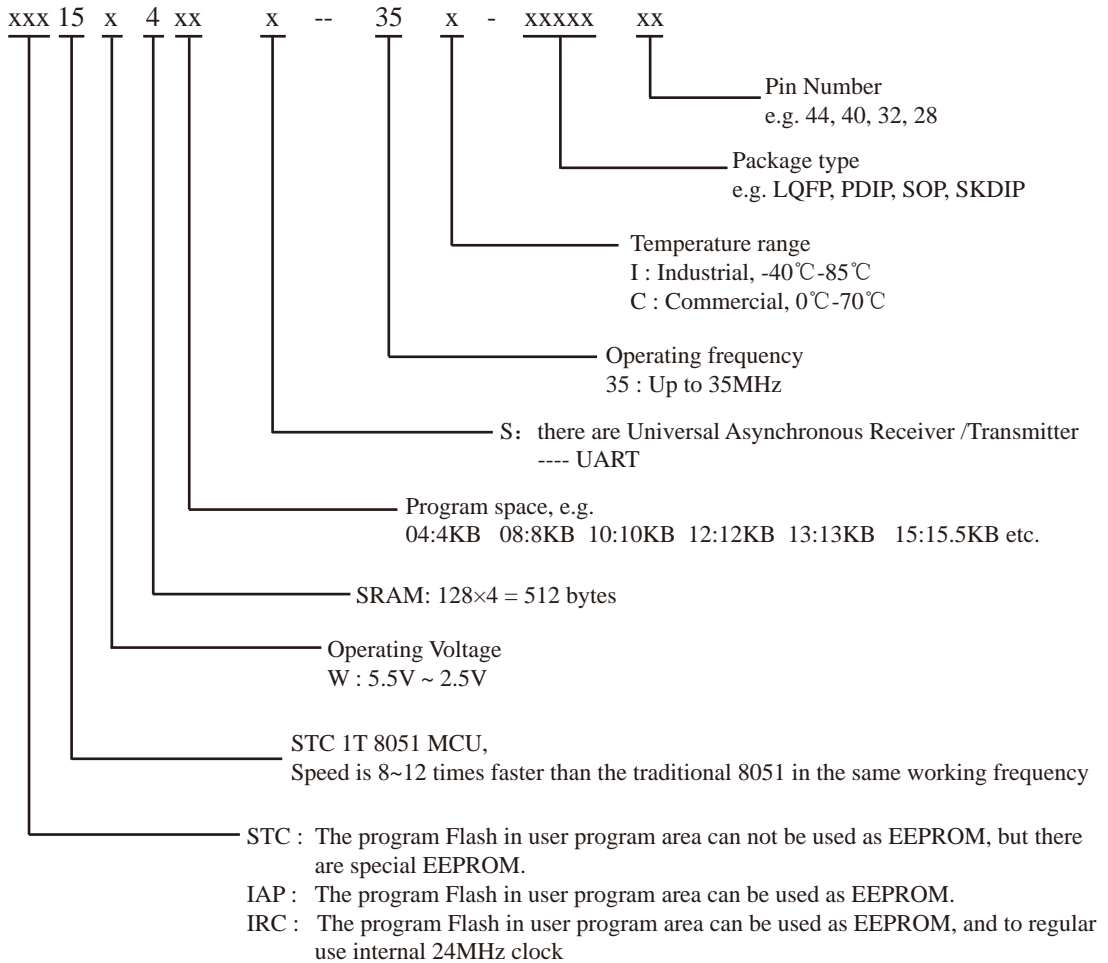 xxx 15 x 4 xx x -- 35 x - xxxxx xx
Pin Number
e.g. 44, 40, 32, 28
Package type
e.g. LQFP, PDIP, SOP, SKDIP
Temperature range
I : Industrial, -40℃-85℃
C : Commercial, 0℃-70℃
Operating frequency
35 : Up to 35MHz
S： there are Universal Asynchronous Receiver /Transmitter
---- UART
Program space, e.g.
04:4KB 08:8KB 10:10KB 12:12KB 13:13KB 15:15.5KB etc.
SRAM: 128×4 = 512 bytes
Operating Voltage
W : 5.5V ~ 2.5V
STC 1T 8051 MCU,
Speed is 8~12 times faster than the traditional 8051 in the same working frequency
STC : The program Flash in user program area can not be used as EEPROM, but there
are special EEPROM.
IAP : The program Flash in user program area can be used as EEPROM.
IRC : The program Flash in user program area can be used as EEPROM, and to regular
use internal 24MHz clock